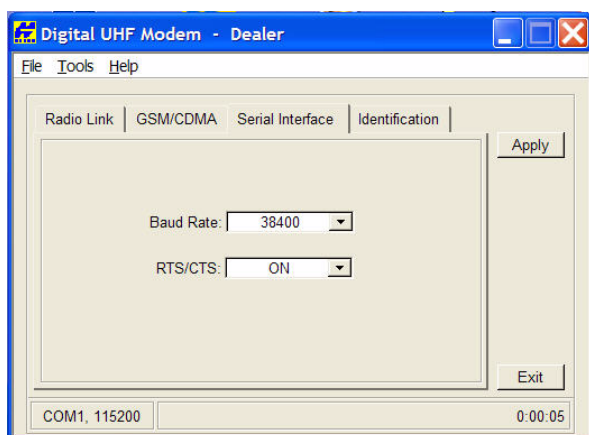 Digital UHF Modem - Dealer
File Tools Help
Radio Link GSM/CDMA Serial Interface Identification
Apply
Baud Rate: 38400
RTS/CTS: ON
Exit
COM1, 115200 0:00:05